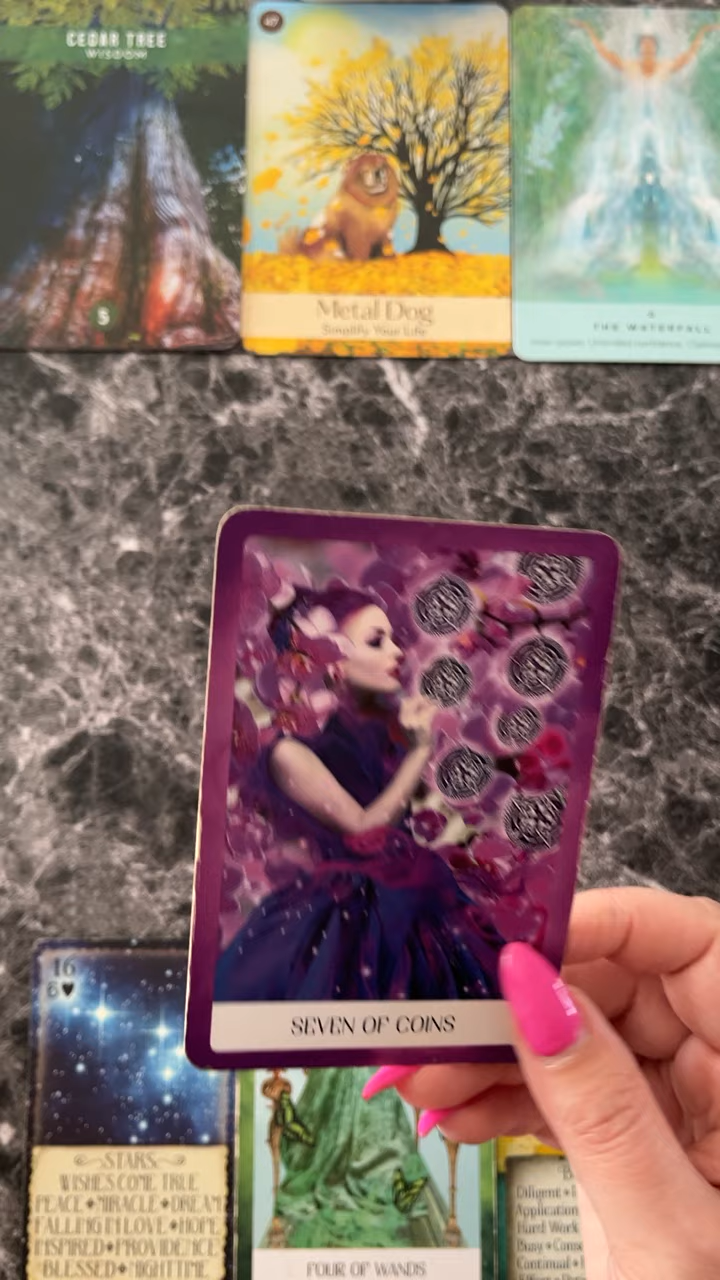 CEDAR TREE
WISDOM
5
Metal Dog
Simplify Your Life
THE WATERFALL
SEVEN OF COINS
16
6♥
STARS
WISHES COME TRUE
PEACE ✦ MIRACLE ✦ DREAM
FALLING IN LOVE ✦ HOPE
INSPIRED ✦ PROVIDENCE
BLESSED ✦ NIGHTTIME
FOUR OF WANDS
Diligent
Application
Hard Work
Busy